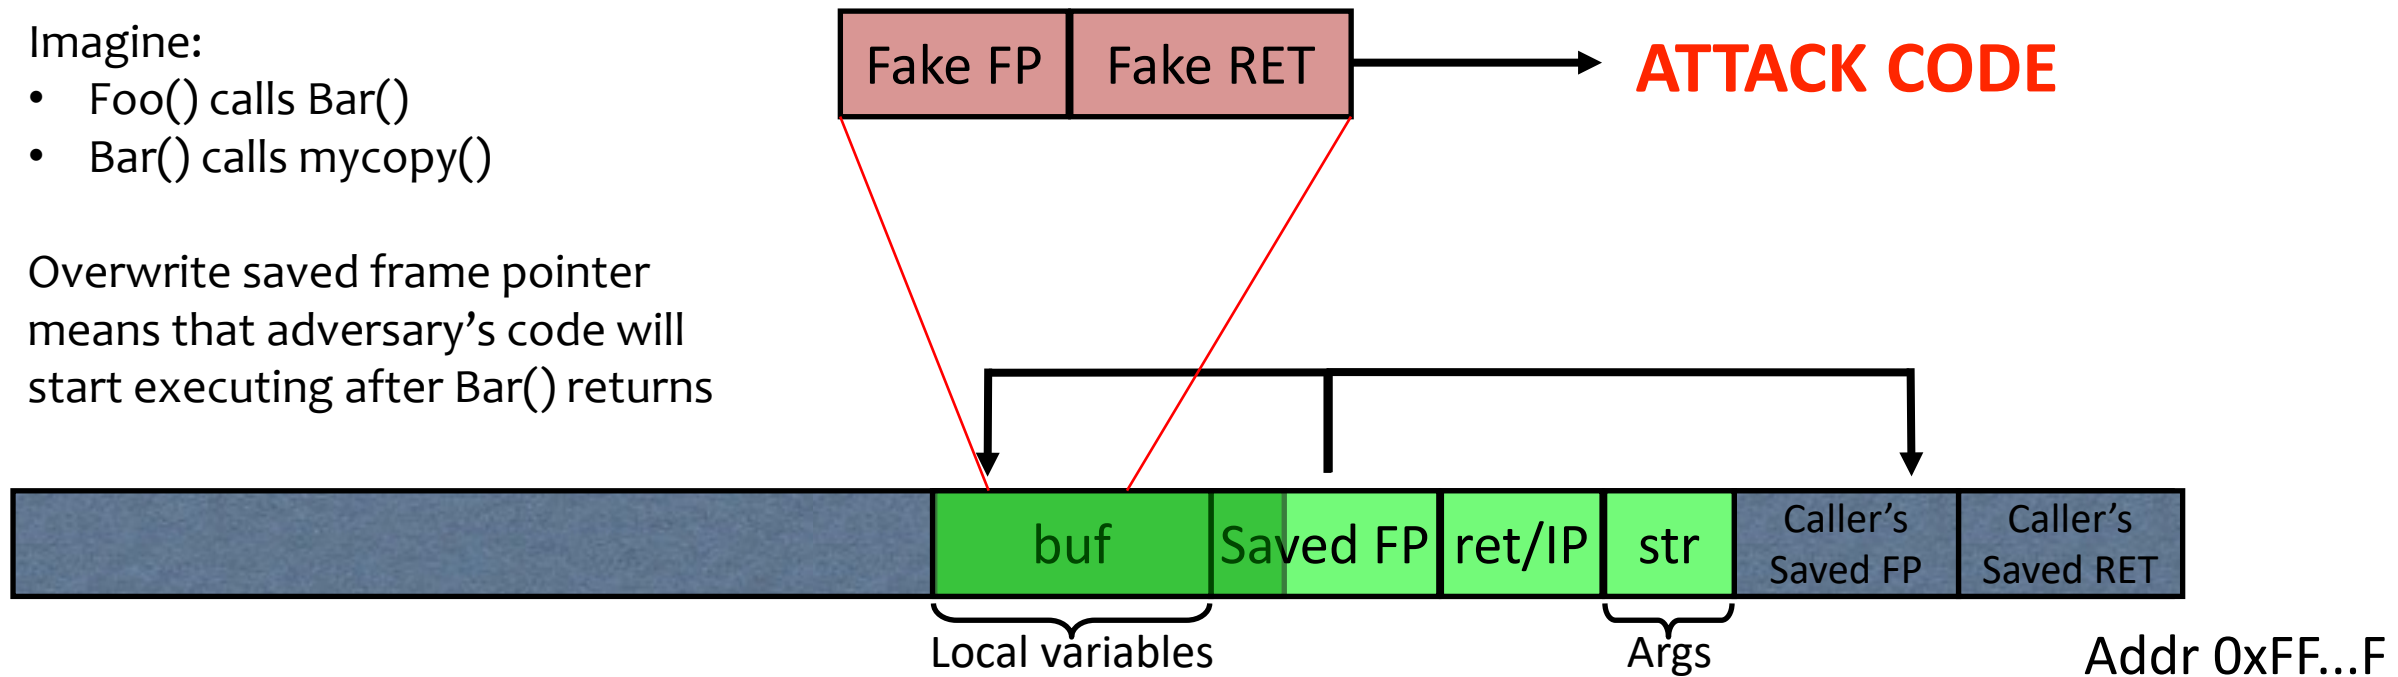 Imagine:
• Foo() calls Bar()
• Bar() calls mycopy()
Overwrite saved frame pointer
means that adversary’s code will
start executing after Bar() returns
Fake FP
Fake RET
ATTACK CODE
buf
Saved FP
ret/IP
str
Caller’s
Saved FP
Caller’s
Saved RET
Local variables
Args
Addr 0xFF...F